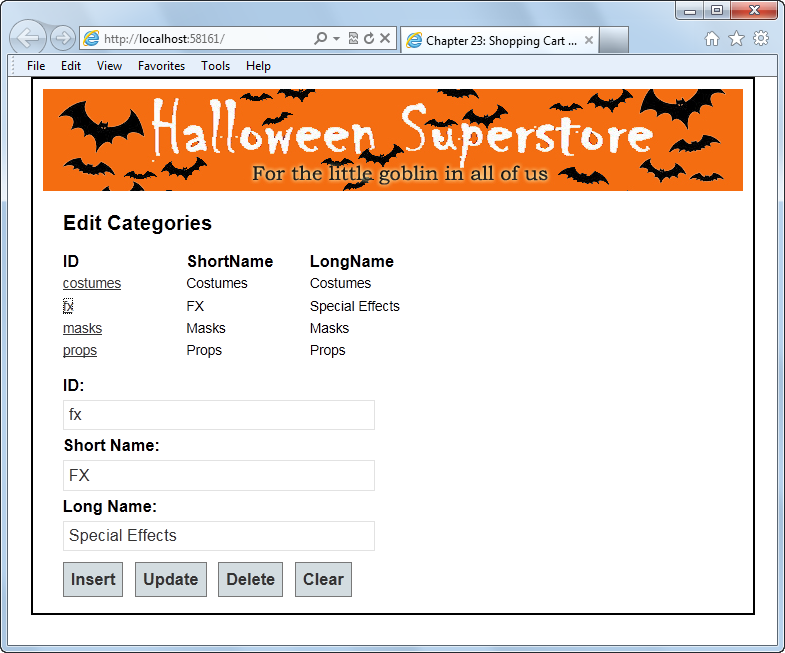 http://localhost:58161/
Chapter 23: Shopping Cart ...
File Edit View Favorites Tools Help
Halloween Superstore
For the little goblin in all of us
Edit Categories
ID ShortName LongName
costumes Costumes Costumes
fx FX Special Effects
masks Masks Masks
props Props Props
ID:
fx
Short Name:
FX
Long Name:
Special Effects
Insert Update Delete Clear